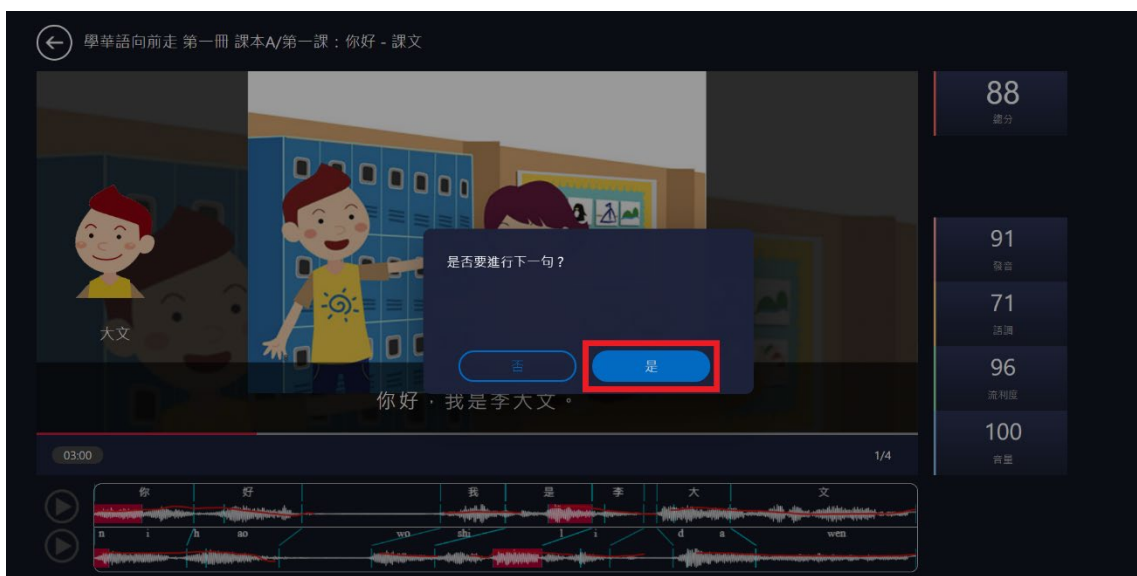 學華語向前走 第一冊 課本A/第一課：你好 - 課文
88
總分
大文
是否要進行下一句？
否
是
你好，我是李大文。
91
發音
71
語調
96
流利度
100
音量
03:00
1/4
你 好 我 是 李 大 文
n i h ao wo shi l i d a wen